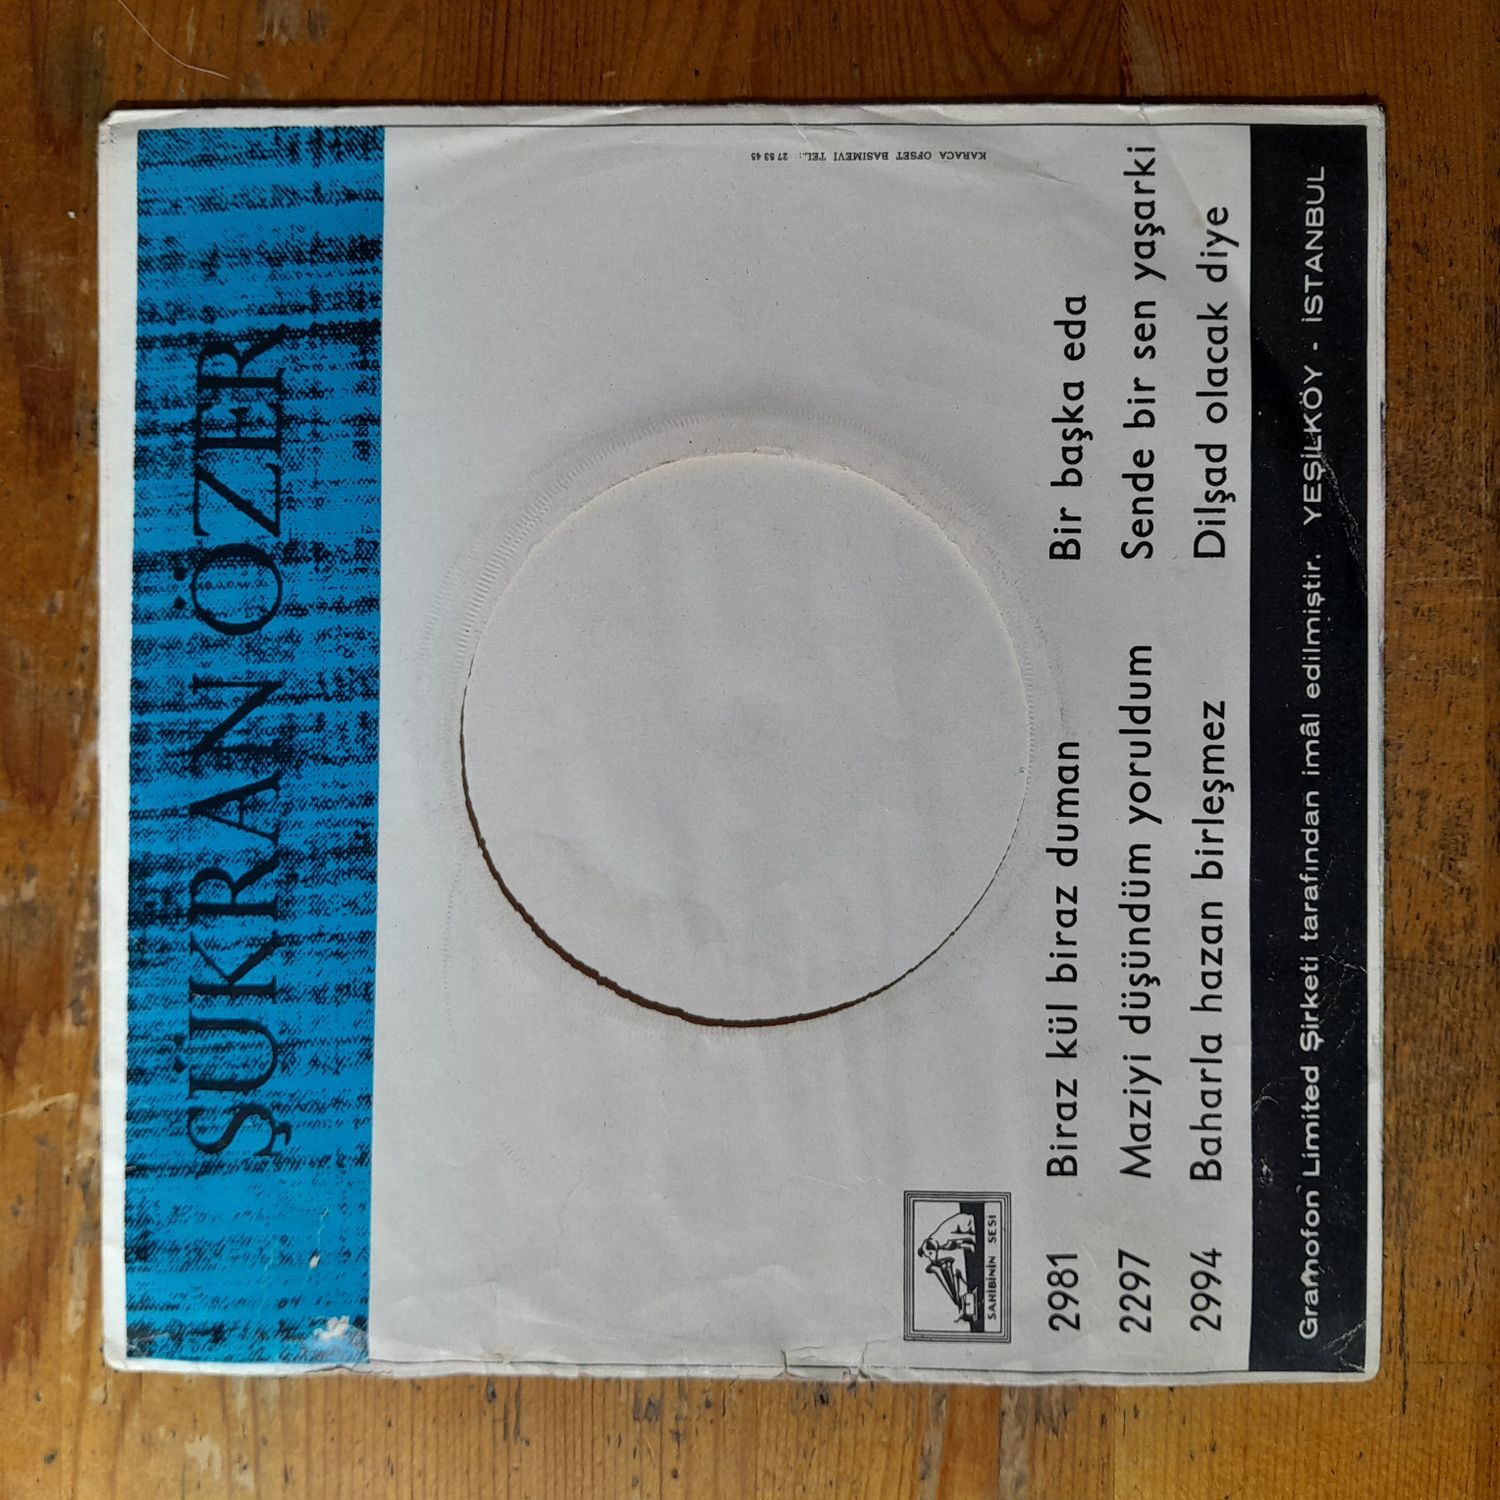 ŞÜKRAN ÖZER
SAHİBİNİN SESİ
2981 Biraz kül biraz duman Bir başka eda
2297 Maziyi düşündüm yoruldum Sende bir sen yaşarki
2994 Baharla hazan birleşmez Dilşad olacak diye
Gramofon Limited Şirketi tarafından imâl edilmiştir. YEŞİLKÖY - İSTANBUL
KARACA OFSET BASIMEVİ TEL.: 27 53 45